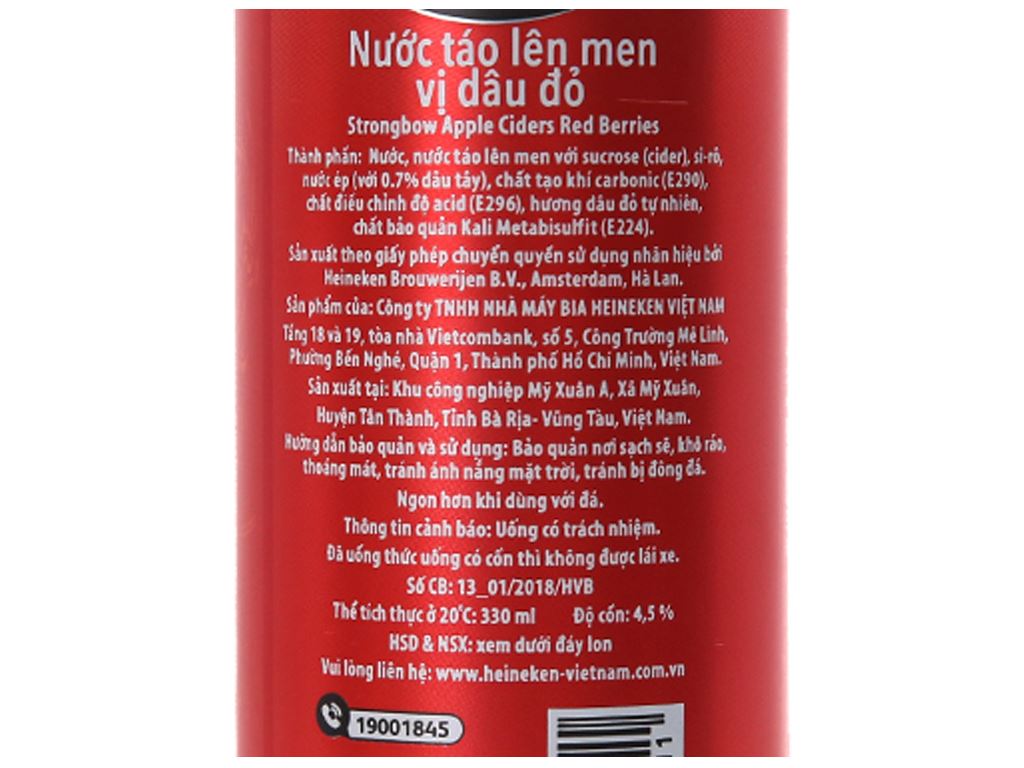 Nước táo lên men
vị dâu đỏ
Strongbow Apple Ciders Red Berries
Thành phần: Nước, nước táo lên men với sucrose (cider), si-rô,
nước ép (với 0.7% dâu tây), chất tạo khí carbonic (E290),
chất điều chỉnh độ acid (E296), hương dâu đỏ tự nhiên,
chất bảo quản Kali Metabisulfit (E224).
Sản xuất theo giấy phép chuyển quyền sử dụng nhãn hiệu bởi
Heineken Brouwerijen B.V., Amsterdam, Hà Lan.
Sản phẩm của: Công ty TNHH NHÀ MÁY BIA HEINEKEN VIỆT NAM
Tầng 18 và 19, tòa nhà Vietcombank, số 5, Công Trường Mê Linh,
Phường Bến Nghé, Quận 1, Thành phố Hồ Chí Minh, Việt Nam.
Sản xuất tại: Khu công nghiệp Mỹ Xuân A, Xã Mỹ Xuân,
Huyện Tân Thành, Tỉnh Bà Rịa- Vũng Tàu, Việt Nam.
Hướng dẫn bảo quản và sử dụng: Bảo quản nơi sạch sẽ, khô ráo,
thoáng mát, tránh ánh nắng mặt trời, tránh bị đông đá.
Ngon hơn khi dùng với đá.
Thông tin cảnh báo: Uống có trách nhiệm.
Đã uống thức uống có cồn thì không được lái xe.
Số CB: 13_01/2018/HVB
Thể tích thực ở 20°C: 330 ml Độ cồn: 4,5 %
HSD & NSX: xem dưới đáy lon
Vui lòng liên hệ: www.heineken-vietnam.com.vn
19001845